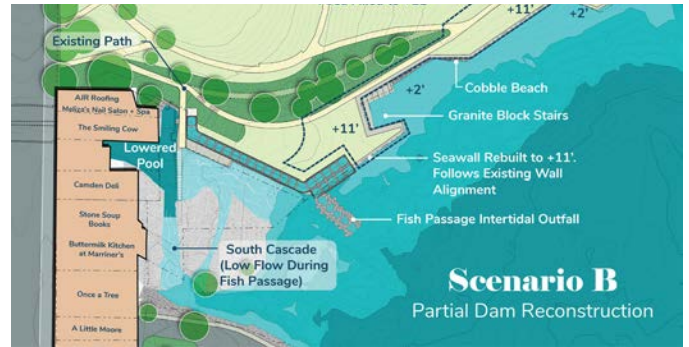 +11'
+2'
Existing Path
+2'
Cobble Beach
Granite Block Stairs
+11'
AJR Roofing
Meliza's Nail Salon + Spa
The Smiling Cow
Lowered
Pool
Seawall Rebuilt to +11'.
Follows Existing Wall
Alignment
Camden Deli
Fish Passage Intertidal Outfall
Stone Soup
Books
Buttermilk Kitchen
at Marriner's
South Cascade
(Low Flow During
Fish Passage)
Once a Tree
A Little Moore
Scenario B
Partial Dam Reconstruction